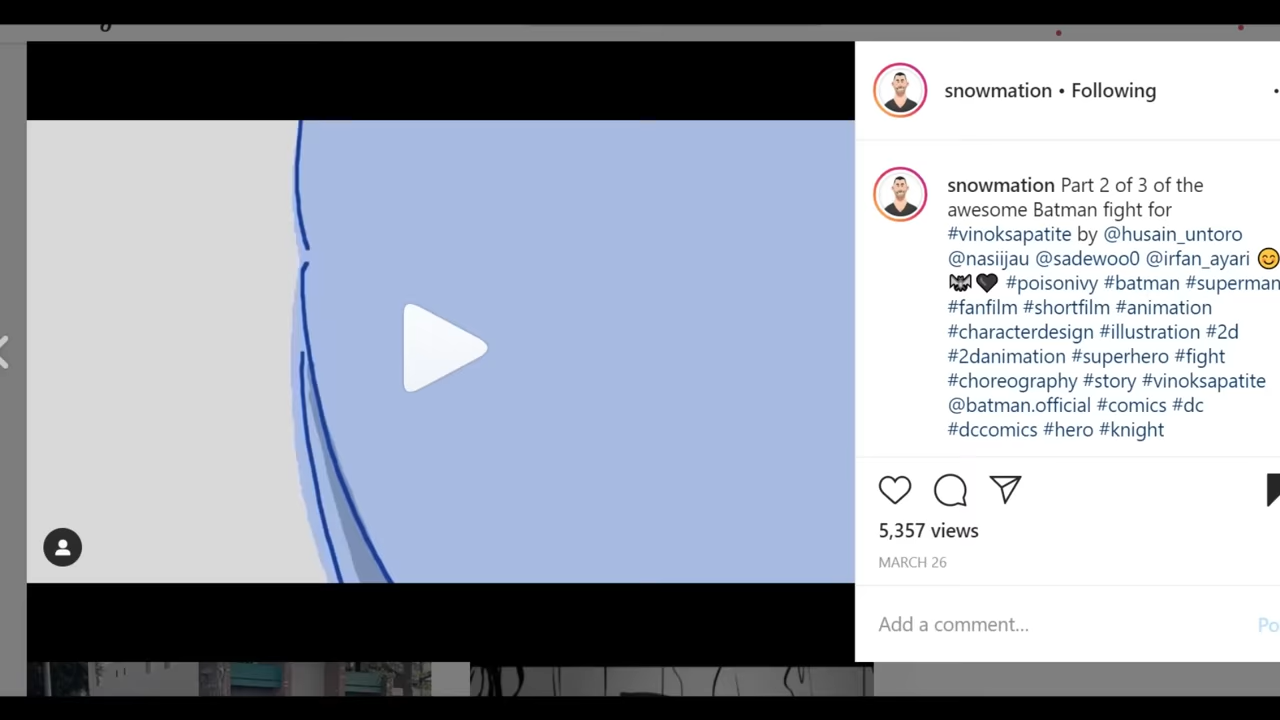 snowmation • Following
snowmation Part 2 of 3 of the
awesome Batman fight for
#vinoksapatite by @husain_untoro
@nasiijau @sadewoo0 @irfan_ayari 😊
🦇🖤 #poisonivy #batman #superman
#fanfilm #shortfilm #animation
#characterdesign #illustration #2d
#2danimation #superhero #fight
#choreography #story #vinoksapatite
@batman.official #comics #dc
#dccomics #hero #knight
5,357 views
MARCH 26
Add a comment...
Po